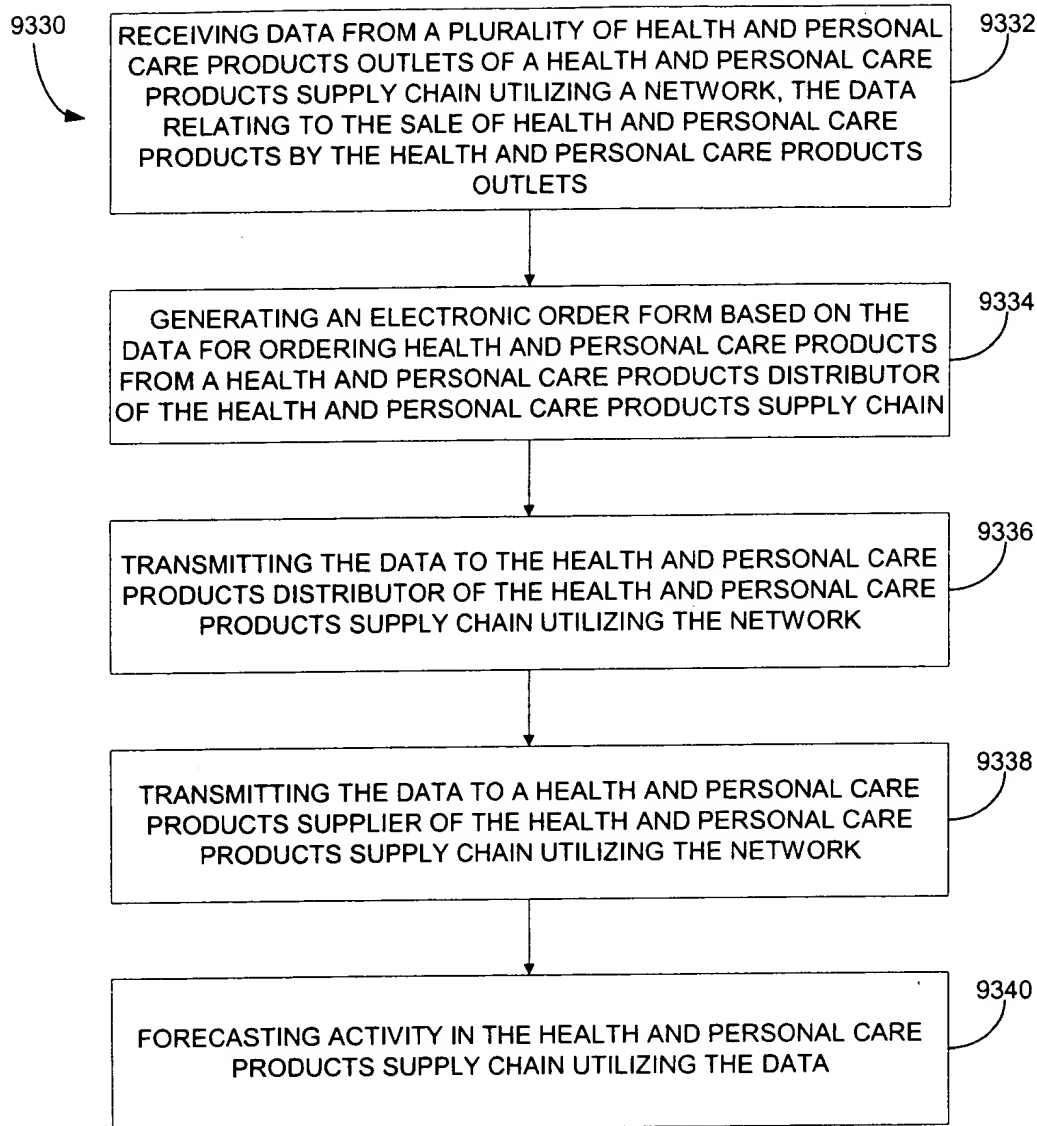 9330
RECEIVING DATA FROM A PLURALITY OF HEALTH AND PERSONAL
CARE PRODUCTS OUTLETS OF A HEALTH AND PERSONAL CARE
PRODUCTS SUPPLY CHAIN UTILIZING A NETWORK, THE DATA
RELATING TO THE SALE OF HEALTH AND PERSONAL CARE
PRODUCTS BY THE HEALTH AND PERSONAL CARE PRODUCTS
OUTLETS
9332
GENERATING AN ELECTRONIC ORDER FORM BASED ON THE
DATA FOR ORDERING HEALTH AND PERSONAL CARE PRODUCTS
FROM A HEALTH AND PERSONAL CARE PRODUCTS DISTRIBUTOR
OF THE HEALTH AND PERSONAL CARE PRODUCTS SUPPLY CHAIN
9334
TRANSMITTING THE DATA TO THE HEALTH AND PERSONAL CARE
PRODUCTS DISTRIBUTOR OF THE HEALTH AND PERSONAL CARE
PRODUCTS SUPPLY CHAIN UTILIZING THE NETWORK
9336
TRANSMITTING THE DATA TO A HEALTH AND PERSONAL CARE
PRODUCTS SUPPLIER OF THE HEALTH AND PERSONAL CARE
PRODUCTS SUPPLY CHAIN UTILIZING THE NETWORK
9338
FORECASTING ACTIVITY IN THE HEALTH AND PERSONAL CARE
PRODUCTS SUPPLY CHAIN UTILIZING THE DATA
9340